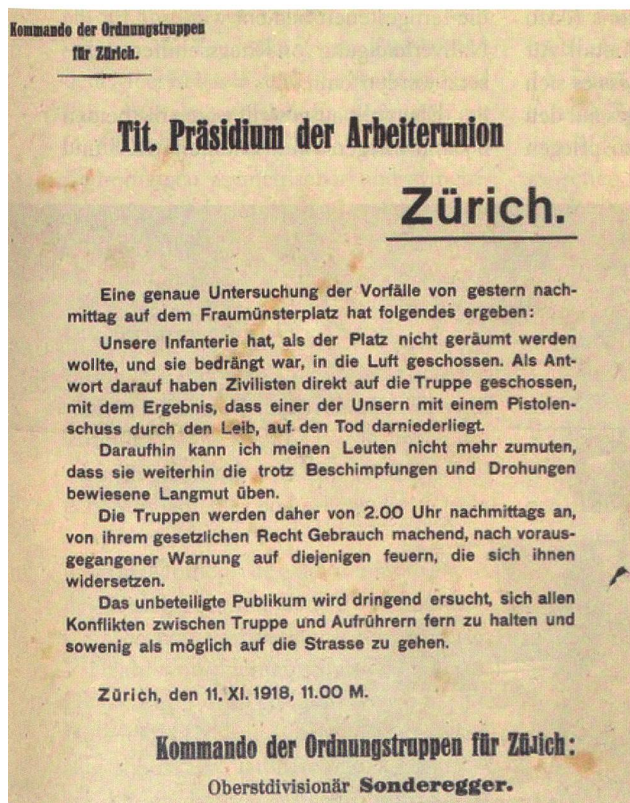 Kommando der Ordnungstruppen
für Zürich.
Tit. Präsidium der Arbeiterunion
Zürich.
Eine genaue Untersuchung der Vorfälle von gestern nach-
mittag auf dem Fraumünsterplatz hat folgendes ergeben:
Unsere Infanterie hat, als der Platz nicht geräumt werden
wollte, und sie bedrängt war, in die Luft geschossen. Als Ant-
wort darauf haben Zivilisten direkt auf die Truppe geschossen,
mit dem Ergebnis, dass einer der Unsern mit einem Pistolen-
schuss durch den Leib, auf den Tod darniederliegt.
Daraufhin kann ich meinen Leuten nicht mehr zumuten,
dass sie weiterhin die trotz Beschimpfungen und Drohungen
bewiesene Langmut üben.
Die Truppen werden daher von 2.00 Uhr nachmittags an,
von ihrem gesetzlichen Recht Gebrauch machend, nach voraus-
gegangener Warnung auf diejenigen feuern, die sich ihnen
widersetzen.
Das unbeteiligte Publikum wird dringend ersucht, sich allen
Konflikten zwischen Truppe und Aufrührern fern zu halten und
sowenig als möglich auf die Strasse zu gehen.
Zürich, den 11. XI. 1918, 11.00 M.
Kommando der Ordnungstruppen für Zürich:
Oberstdivisionär Sonderegger.